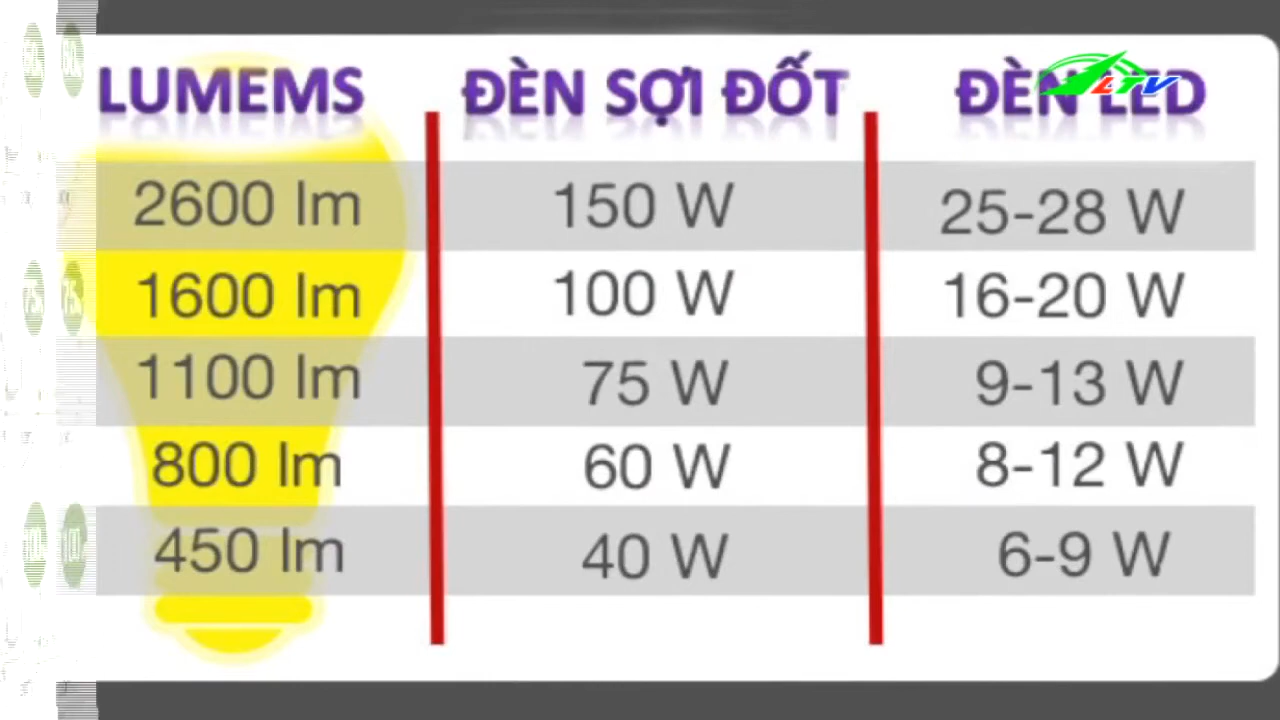 LUMEMS ĐÈN SỢI ĐỐT ĐÈN LED
LTV
2600 lm 150 W 25-28 W
1600 lm 100 W 16-20 W
1100 lm 75 W 9-13 W
800 lm 60 W 8-12 W
450 lm 40 W 6-9 W